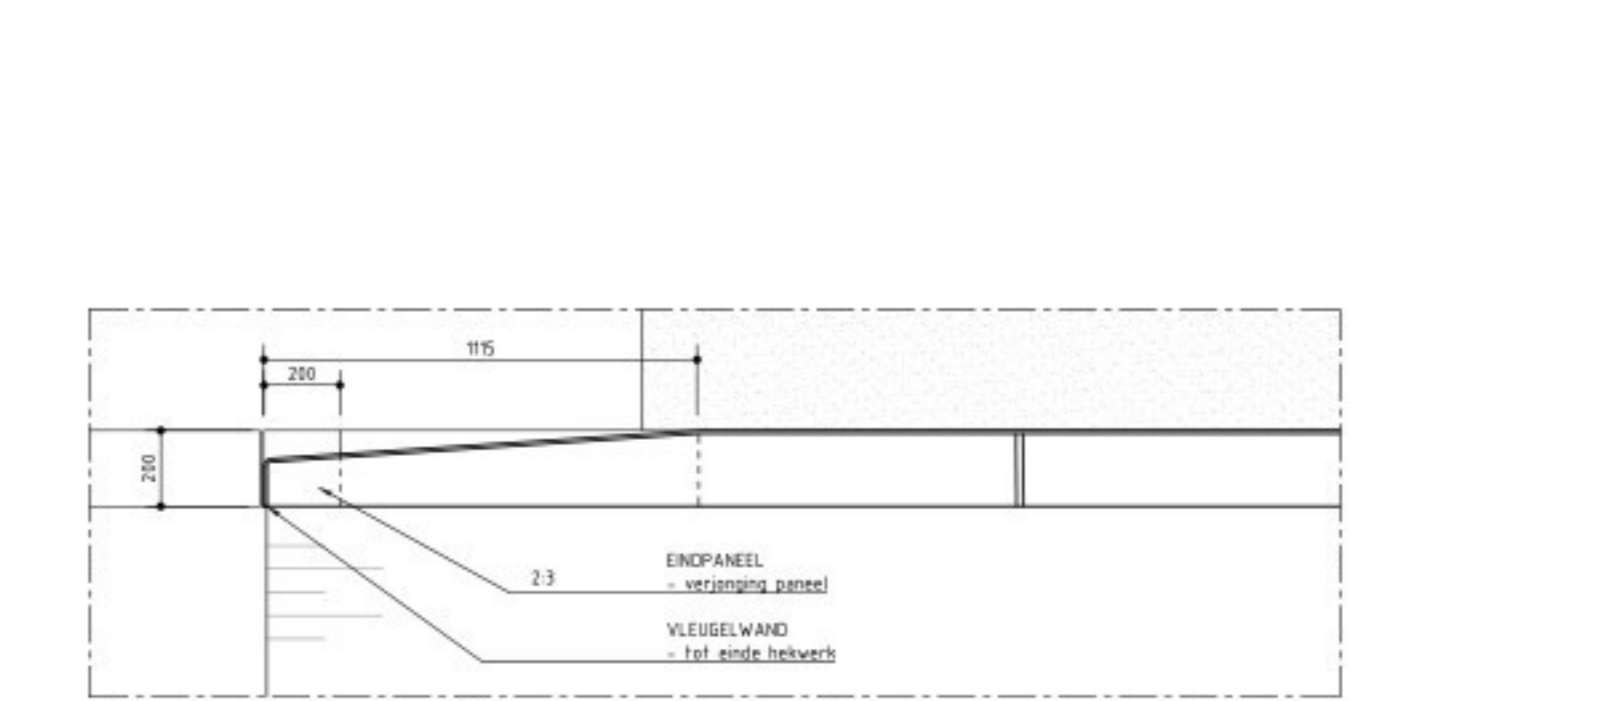 1115
200
200
EINDPANEEL
2:3
- verjonging paneel
VLEUGELWAND
- tot einde hekwerk